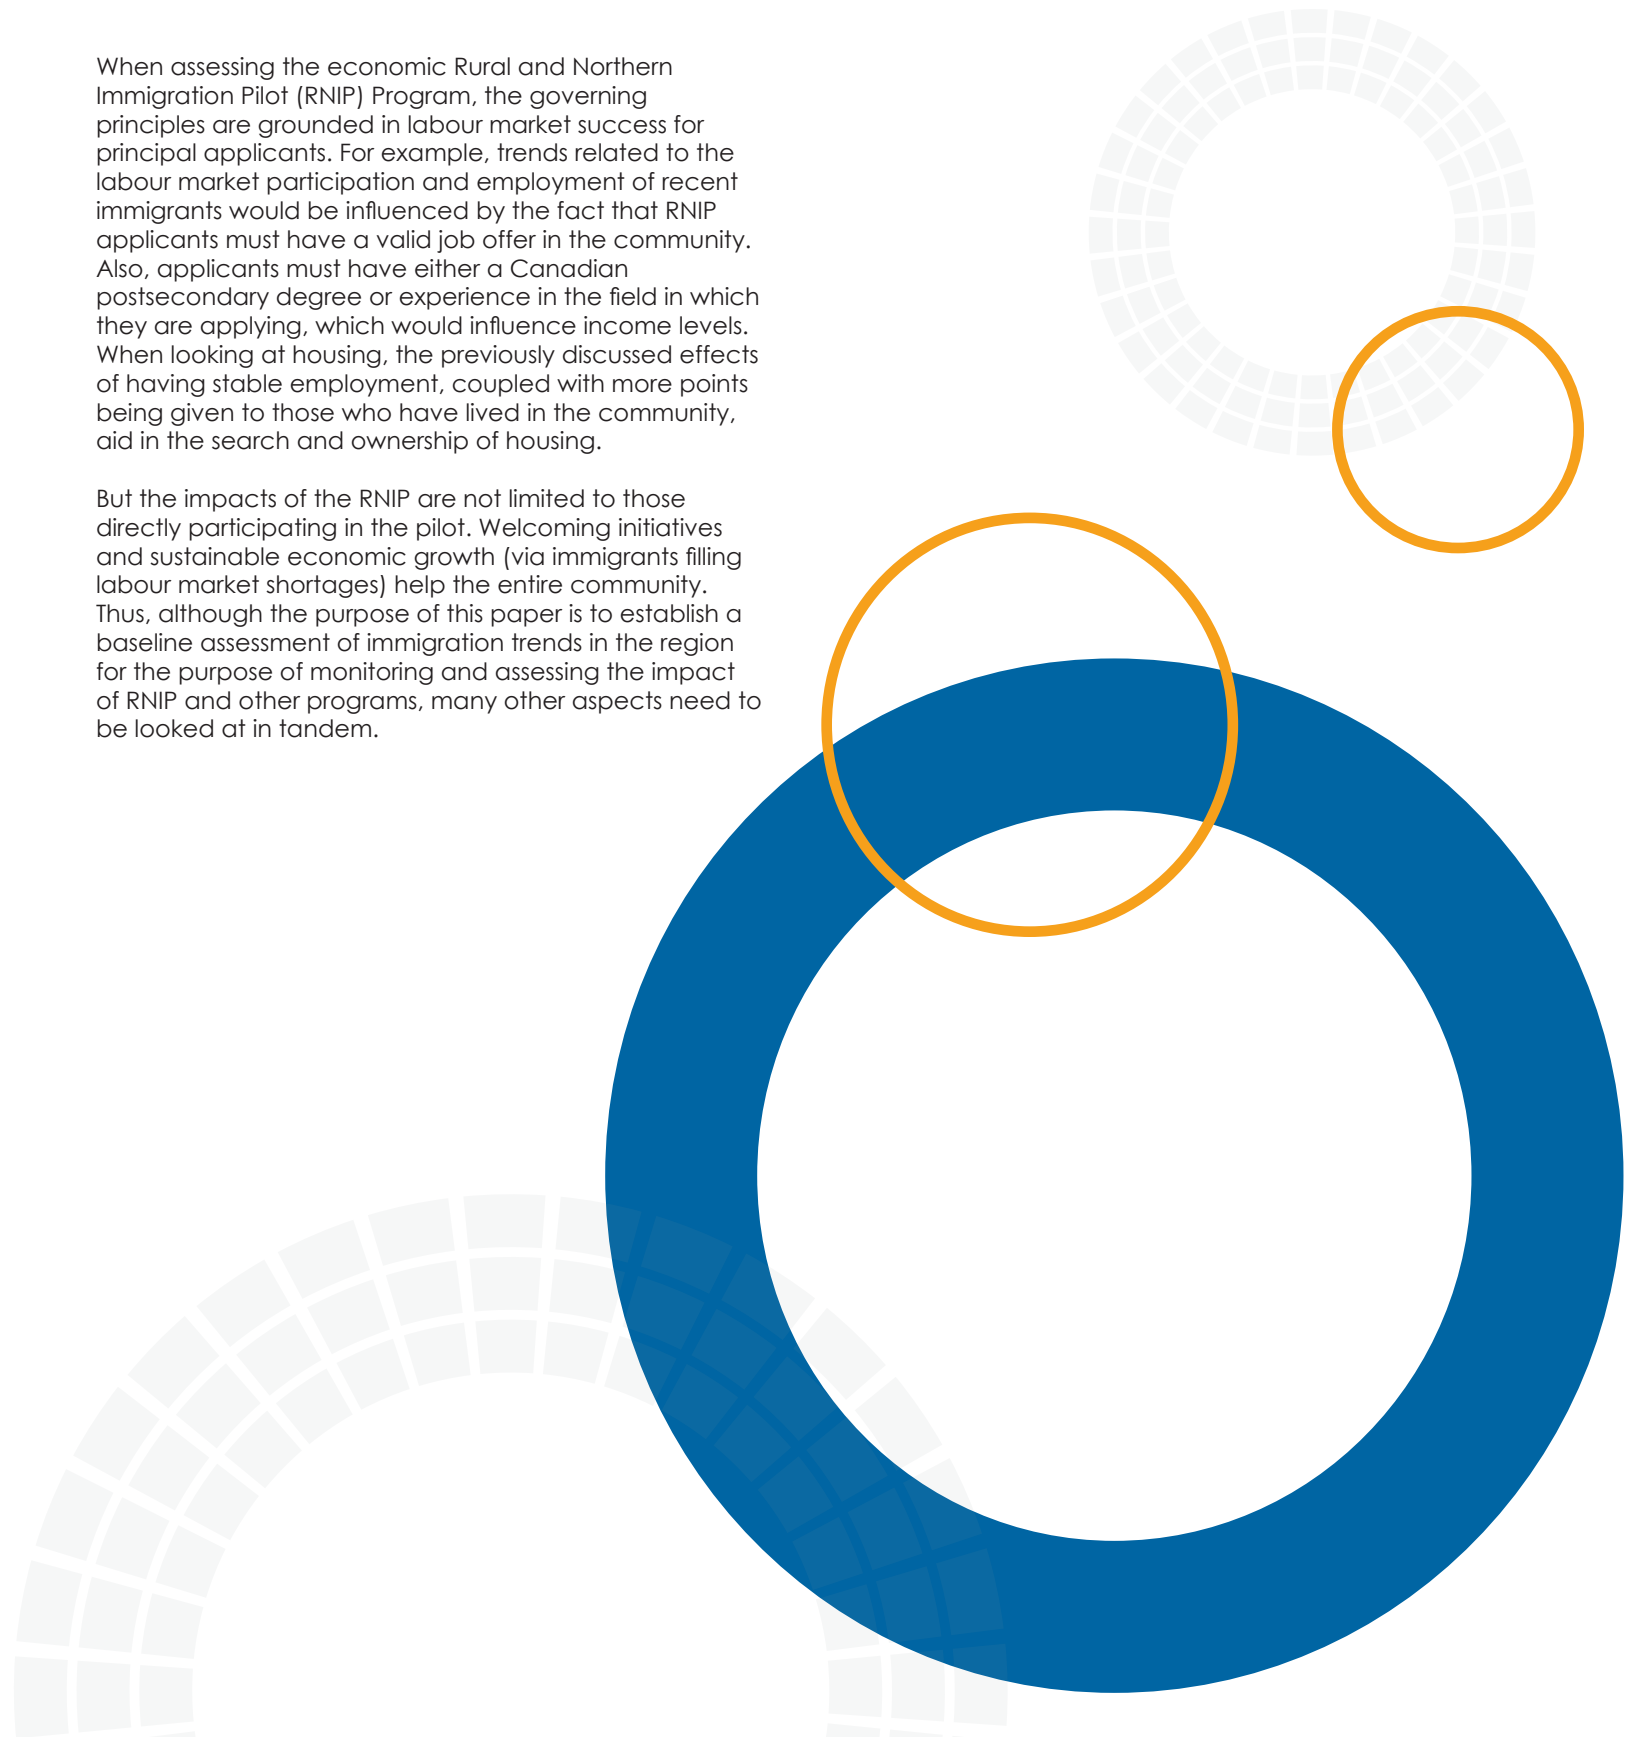 When assessing the economic Rural and Northern
Immigration Pilot (RNIP) Program, the governing
principles are grounded in labour market success for
principal applicants. For example, trends related to the
labour market participation and employment of recent
immigrants would be influenced by the fact that RNIP
applicants must have a valid job offer in the community.
Also, applicants must have either a Canadian
postsecondary degree or experience in the field in which
they are applying, which would influence income levels.
When looking at housing, the previously discussed effects
of having stable employment, coupled with more points
being given to those who have lived in the community,
aid in the search and ownership of housing.
But the impacts of the RNIP are not limited to those
directly participating in the pilot. Welcoming initiatives
and sustainable economic growth (via immigrants filling
labour market shortages) help the entire community.
Thus, although the purpose of this paper is to establish a
baseline assessment of immigration trends in the region
for the purpose of monitoring and assessing the impact
of RNIP and other programs, many other aspects need to
be looked at in tandem.